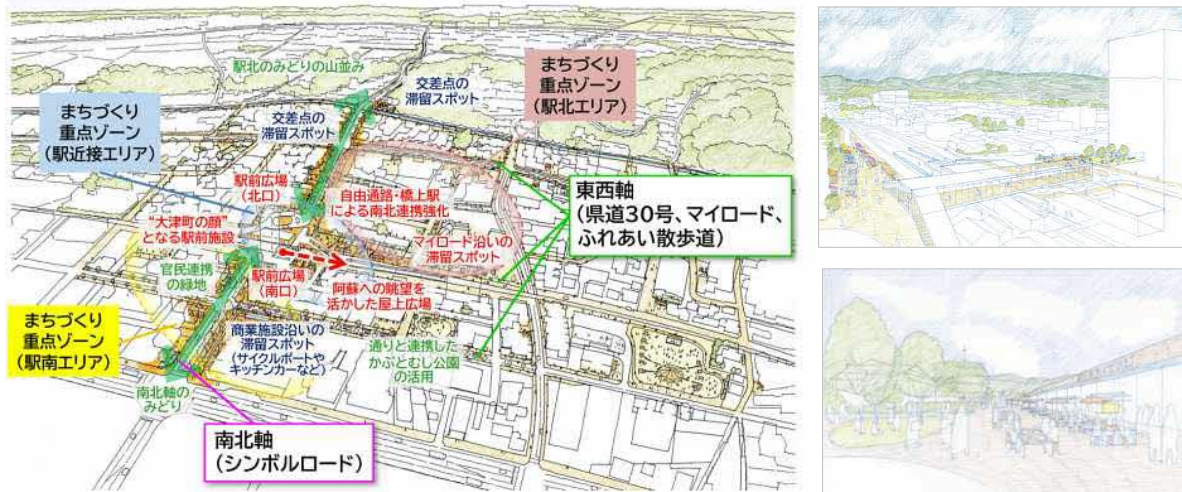 駅北のみどりの山並み
交差点の
滞留スポット
まちづくり
重点ゾーン
(駅北エリア)
まちづくり
重点ゾーン
(駅近接エリア)
交差点の
滞留スポット
駅前広場
(北口)
自由通路・橋上駅
による南北連携強化
東西軸
(県道30号、マイロード、
ふれあい散歩道)
“大津町の顔”
となる駅前施設
マイロード沿いの
滞留スポット
官民連携
の緑地
駅前広場
(南口)
阿蘇への眺望を
活かした屋上広場
まちづくり
重点ゾーン
(駅南エリア)
商業施設沿いの
滞留スポット
(サイクルポートや
キッチンカーなど)
通りと連携した
かぶとむし公園
の活用
南北軸の
みどり
南北軸
(シンボルロード)